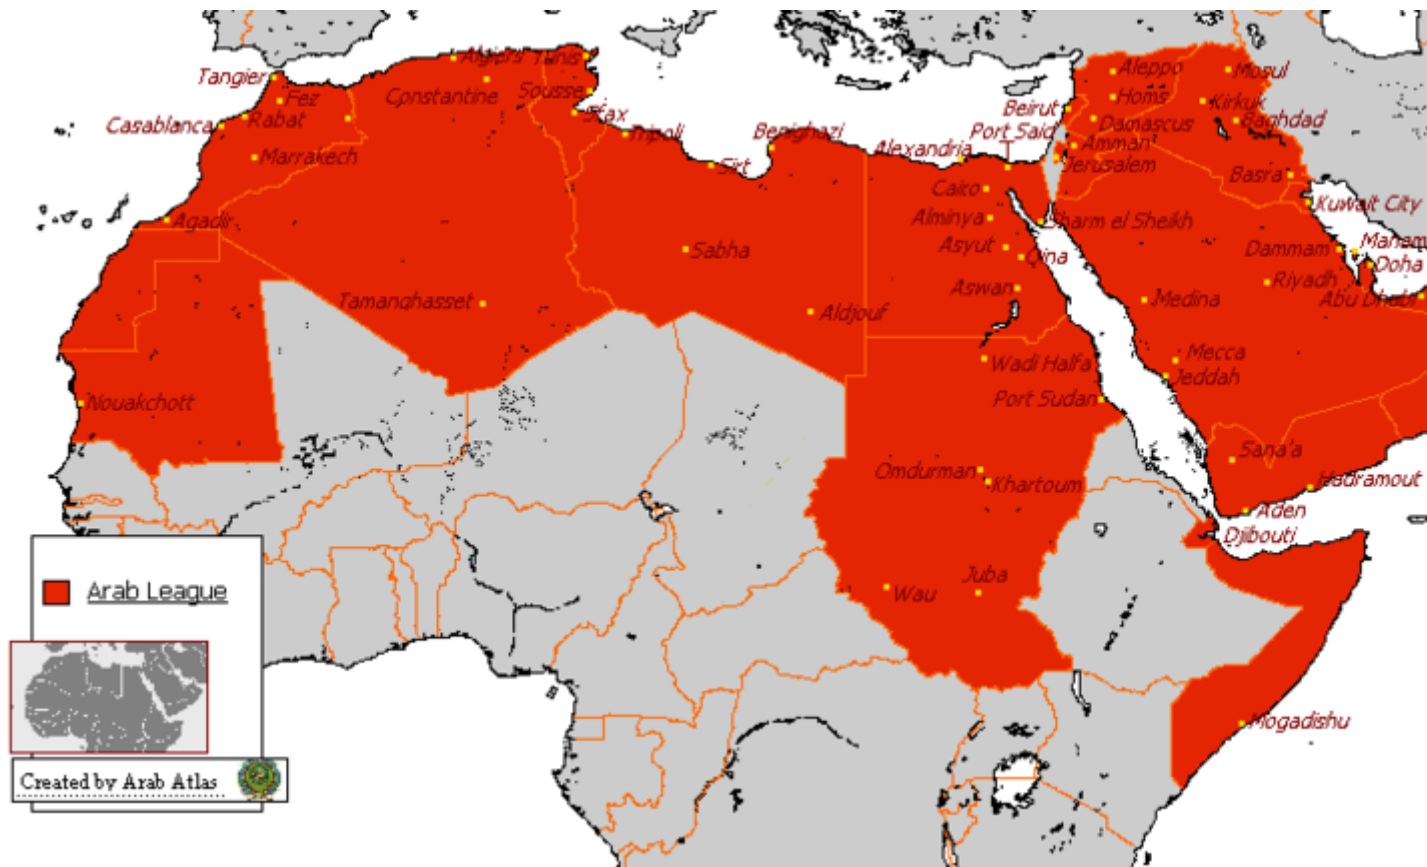 Algiers
Tunis
Tangier
Constantine
Sousse
Fez
Sfax
Rabat
Casablanca
Tripoli
Marrakech
Benighazi
Sirt
Agadir
Sabha
Tamanghasset
Aldjouf
Nouakchott
Aleppo
Mosul
Homs
Kirkuk
Beirut
Damascus
Baghdad
Port Said
Amman
Alexandria
Jerusalem
Basra
Caito
Kuwait City
Alminya
Sharm el Sheikh
Asyut
Qina
Dammam
Manam
Doha
Aswan
Medina
Riyadh
Abu Dhabi
Wadi Halfa
Mecca
Jeddah
Port Sudan
Sana'a
Omdurman
Khartoum
Hadramout
Aden
Djibouti
Wau
Juba
Mogadishu
Arab League
Created by Arab Atlas